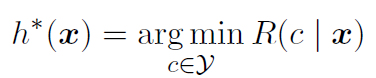 h*(x) = arg min R(c | x)
c∈𝒴